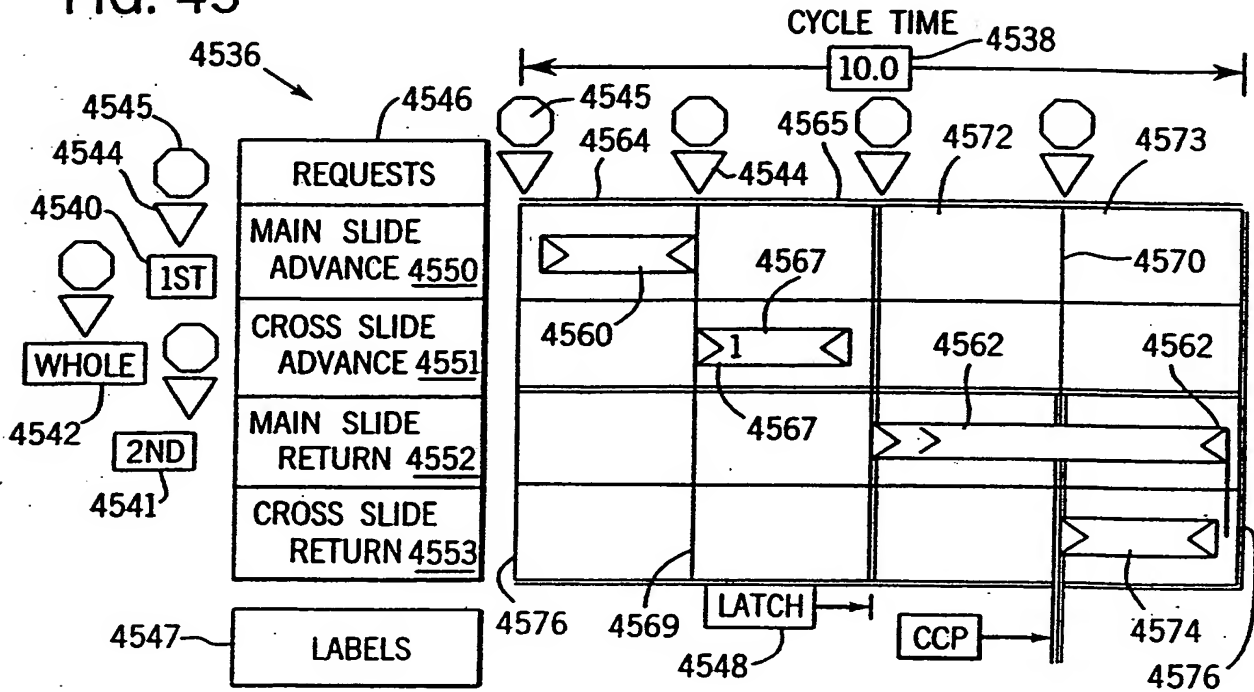 FIG. 45
CYCLE TIME
4538
10.0
4536
4546
4545
4545
4564
4565
4572
4573
4544
4544
4540
REQUESTS
MAIN SLIDE
ADVANCE 4550
1ST
4567
4570
4560
CROSS SLIDE
ADVANCE 4551
1
4562
4562
WHOLE
4567
4542
MAIN SLIDE
RETURN 4552
2ND
4541
CROSS SLIDE
RETURN 4553
4576
4569
LATCH
4548
CCP
4574
4576
4547
LABELS